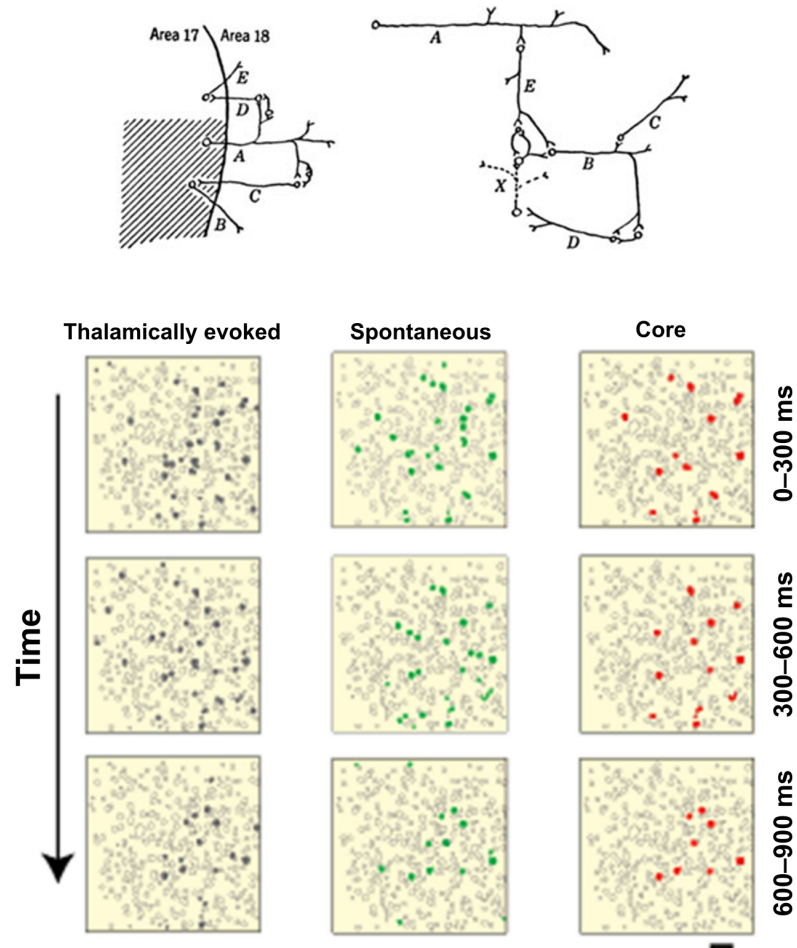 Area 17 Area 18
E
D
A
C
B
A
E
C
B
X
D
Thalamically evoked
Spontaneous
Core
Time
0–300 ms
300–600 ms
600–900 ms